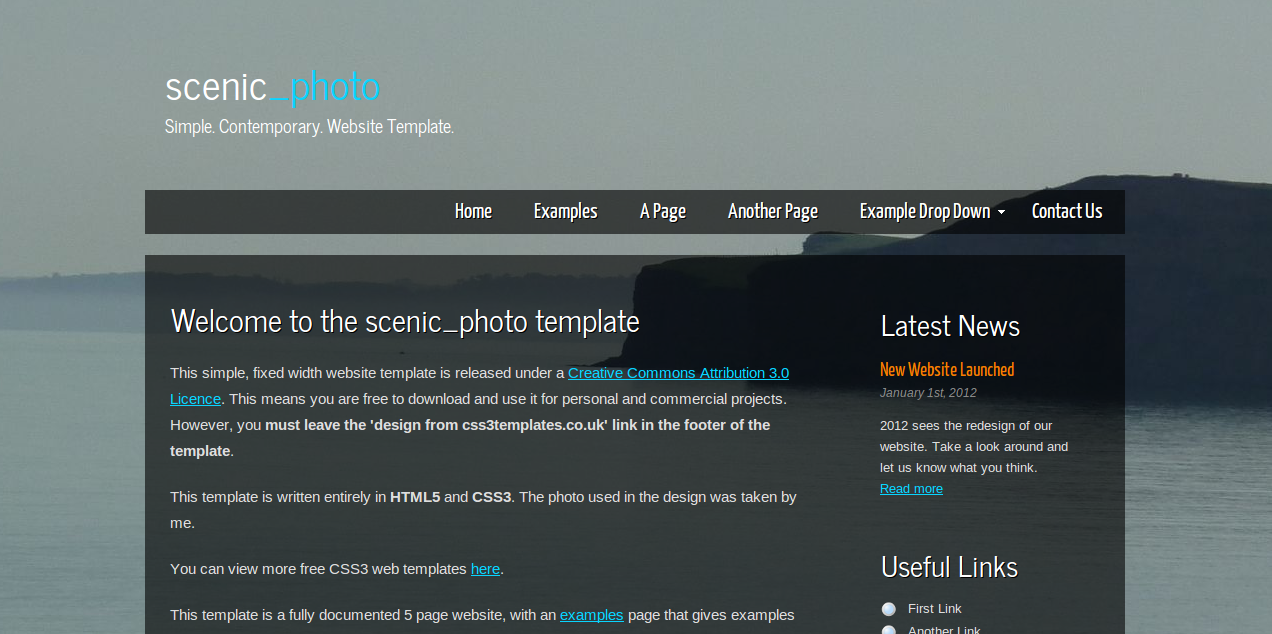 scenic_photo
Simple. Contemporary. Website Template.
Home Examples A Page Another Page Example Drop Down Contact Us
Welcome to the scenic_photo template
This simple, fixed width website template is released under a Creative Commons Attribution 3.0
Licence. This means you are free to download and use it for personal and commercial projects.
However, you must leave the 'design from css3templates.co.uk' link in the footer of the
template.
This template is written entirely in HTML5 and CSS3. The photo used in the design was taken by
me.
You can view more free CSS3 web templates here.
This template is a fully documented 5 page website, with an examples page that gives examples
Latest News
New Website Launched
January 1st, 2012
2012 sees the redesign of our
website. Take a look around and
let us know what you think.
Read more
Useful Links
First Link
Another Link